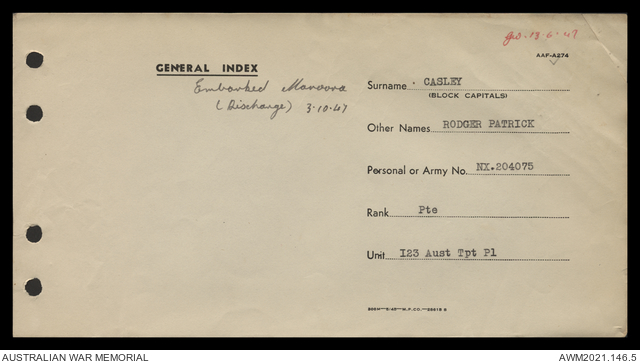 13-6-47
AAF-A274
GENERAL INDEX
Embarked Manoora
(Discharge) 3-10-47
Surname CASLEY
(BLOCK CAPITALS)
Other Names RODGER PATRICK
Personal or Army No. NX.204075
Rank Pte
Unit I23 Aust Tpt Pl
AUSTRALIAN WAR MEMORIAL
AWM2021.146.5